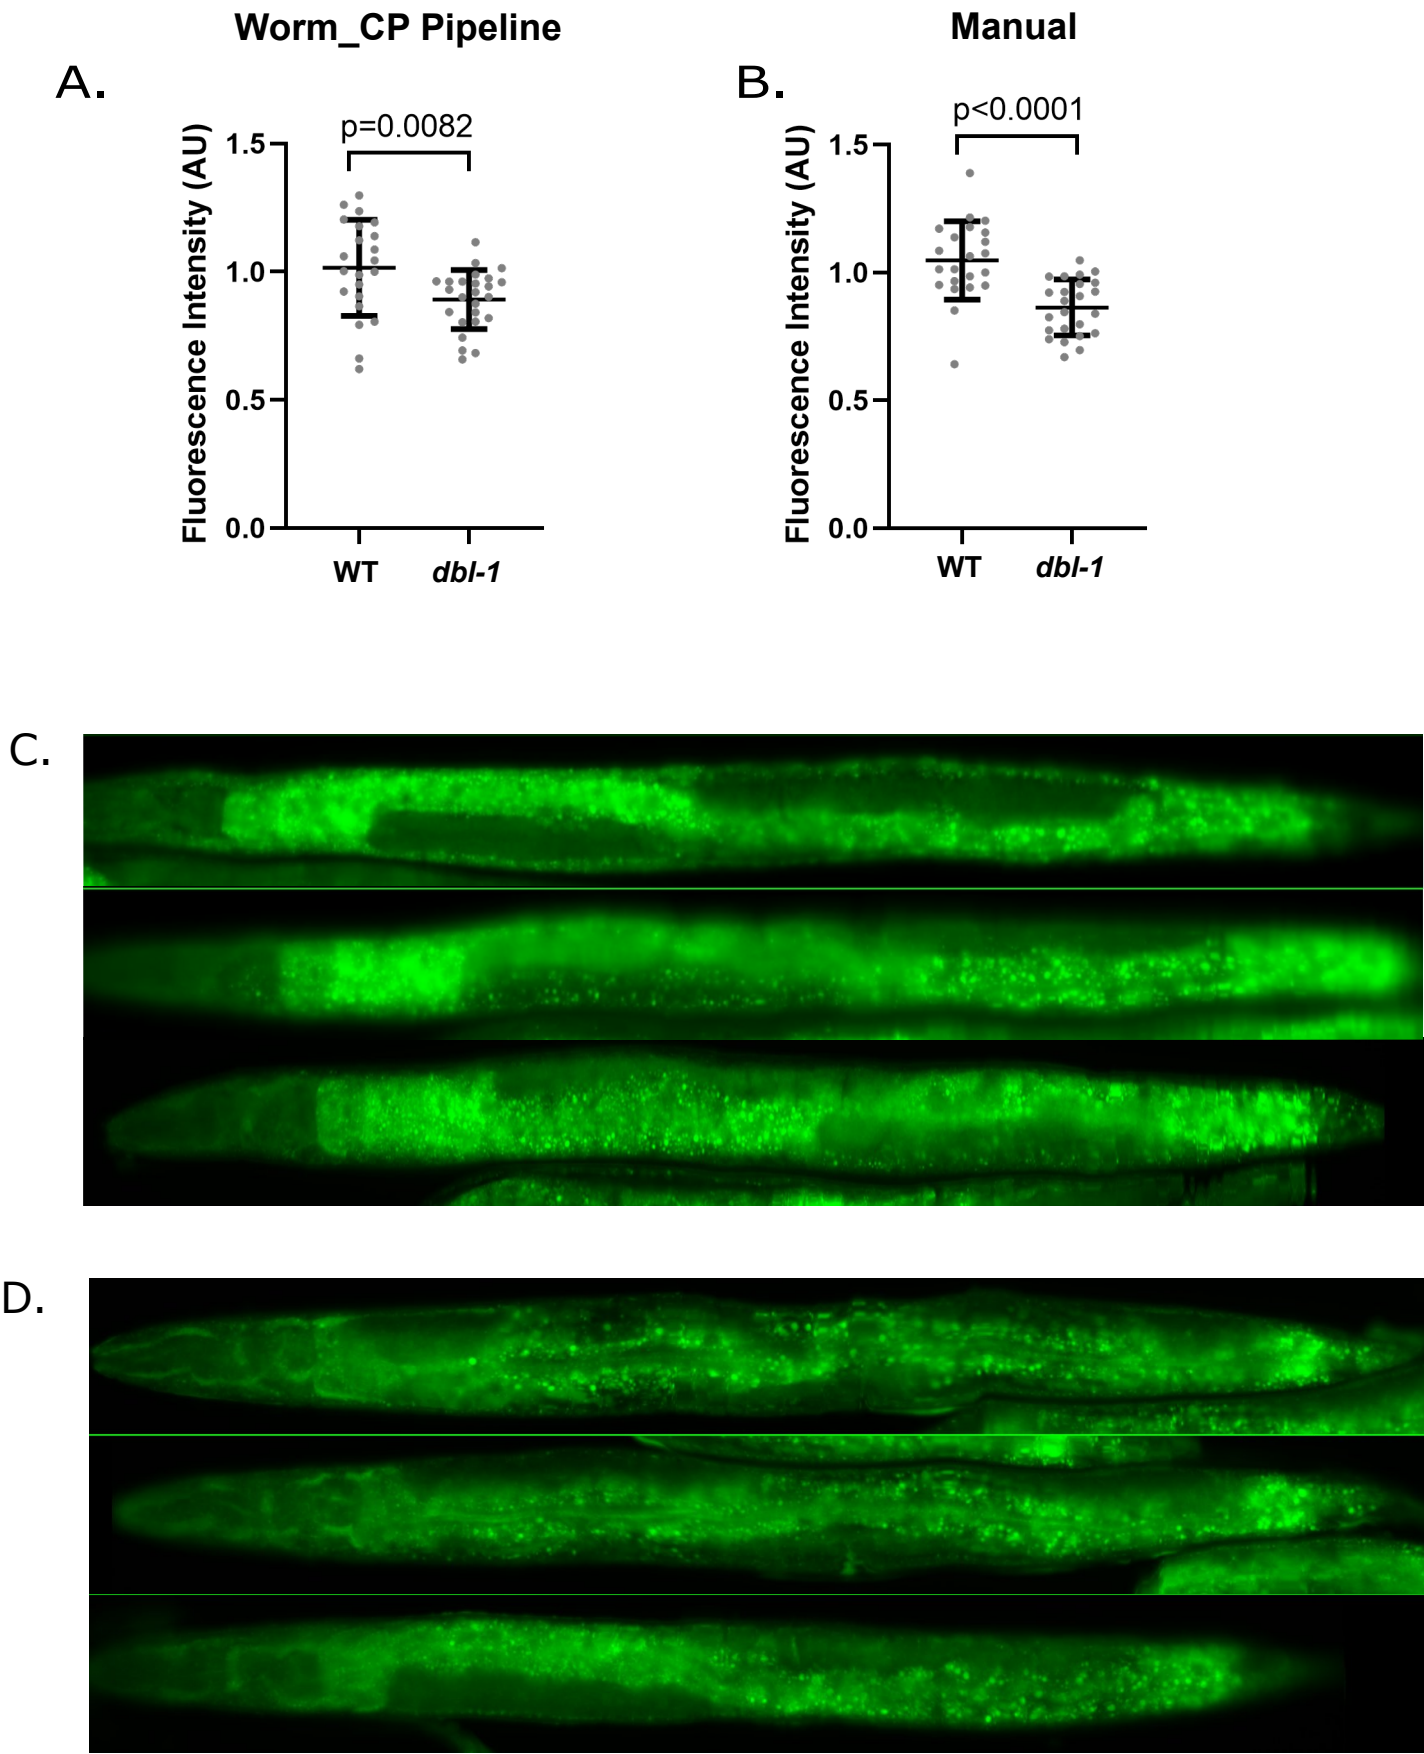 Worm_CP Pipeline
Manual
A.
B.
p=0.0082
p<0.0001
Fluorescence Intensity (AU)
1.5
1.0
0.5
0.0
WT
dbl-1
Fluorescence Intensity (AU)
1.5
1.0
0.5
0.0
WT
dbl-1
C.
D.